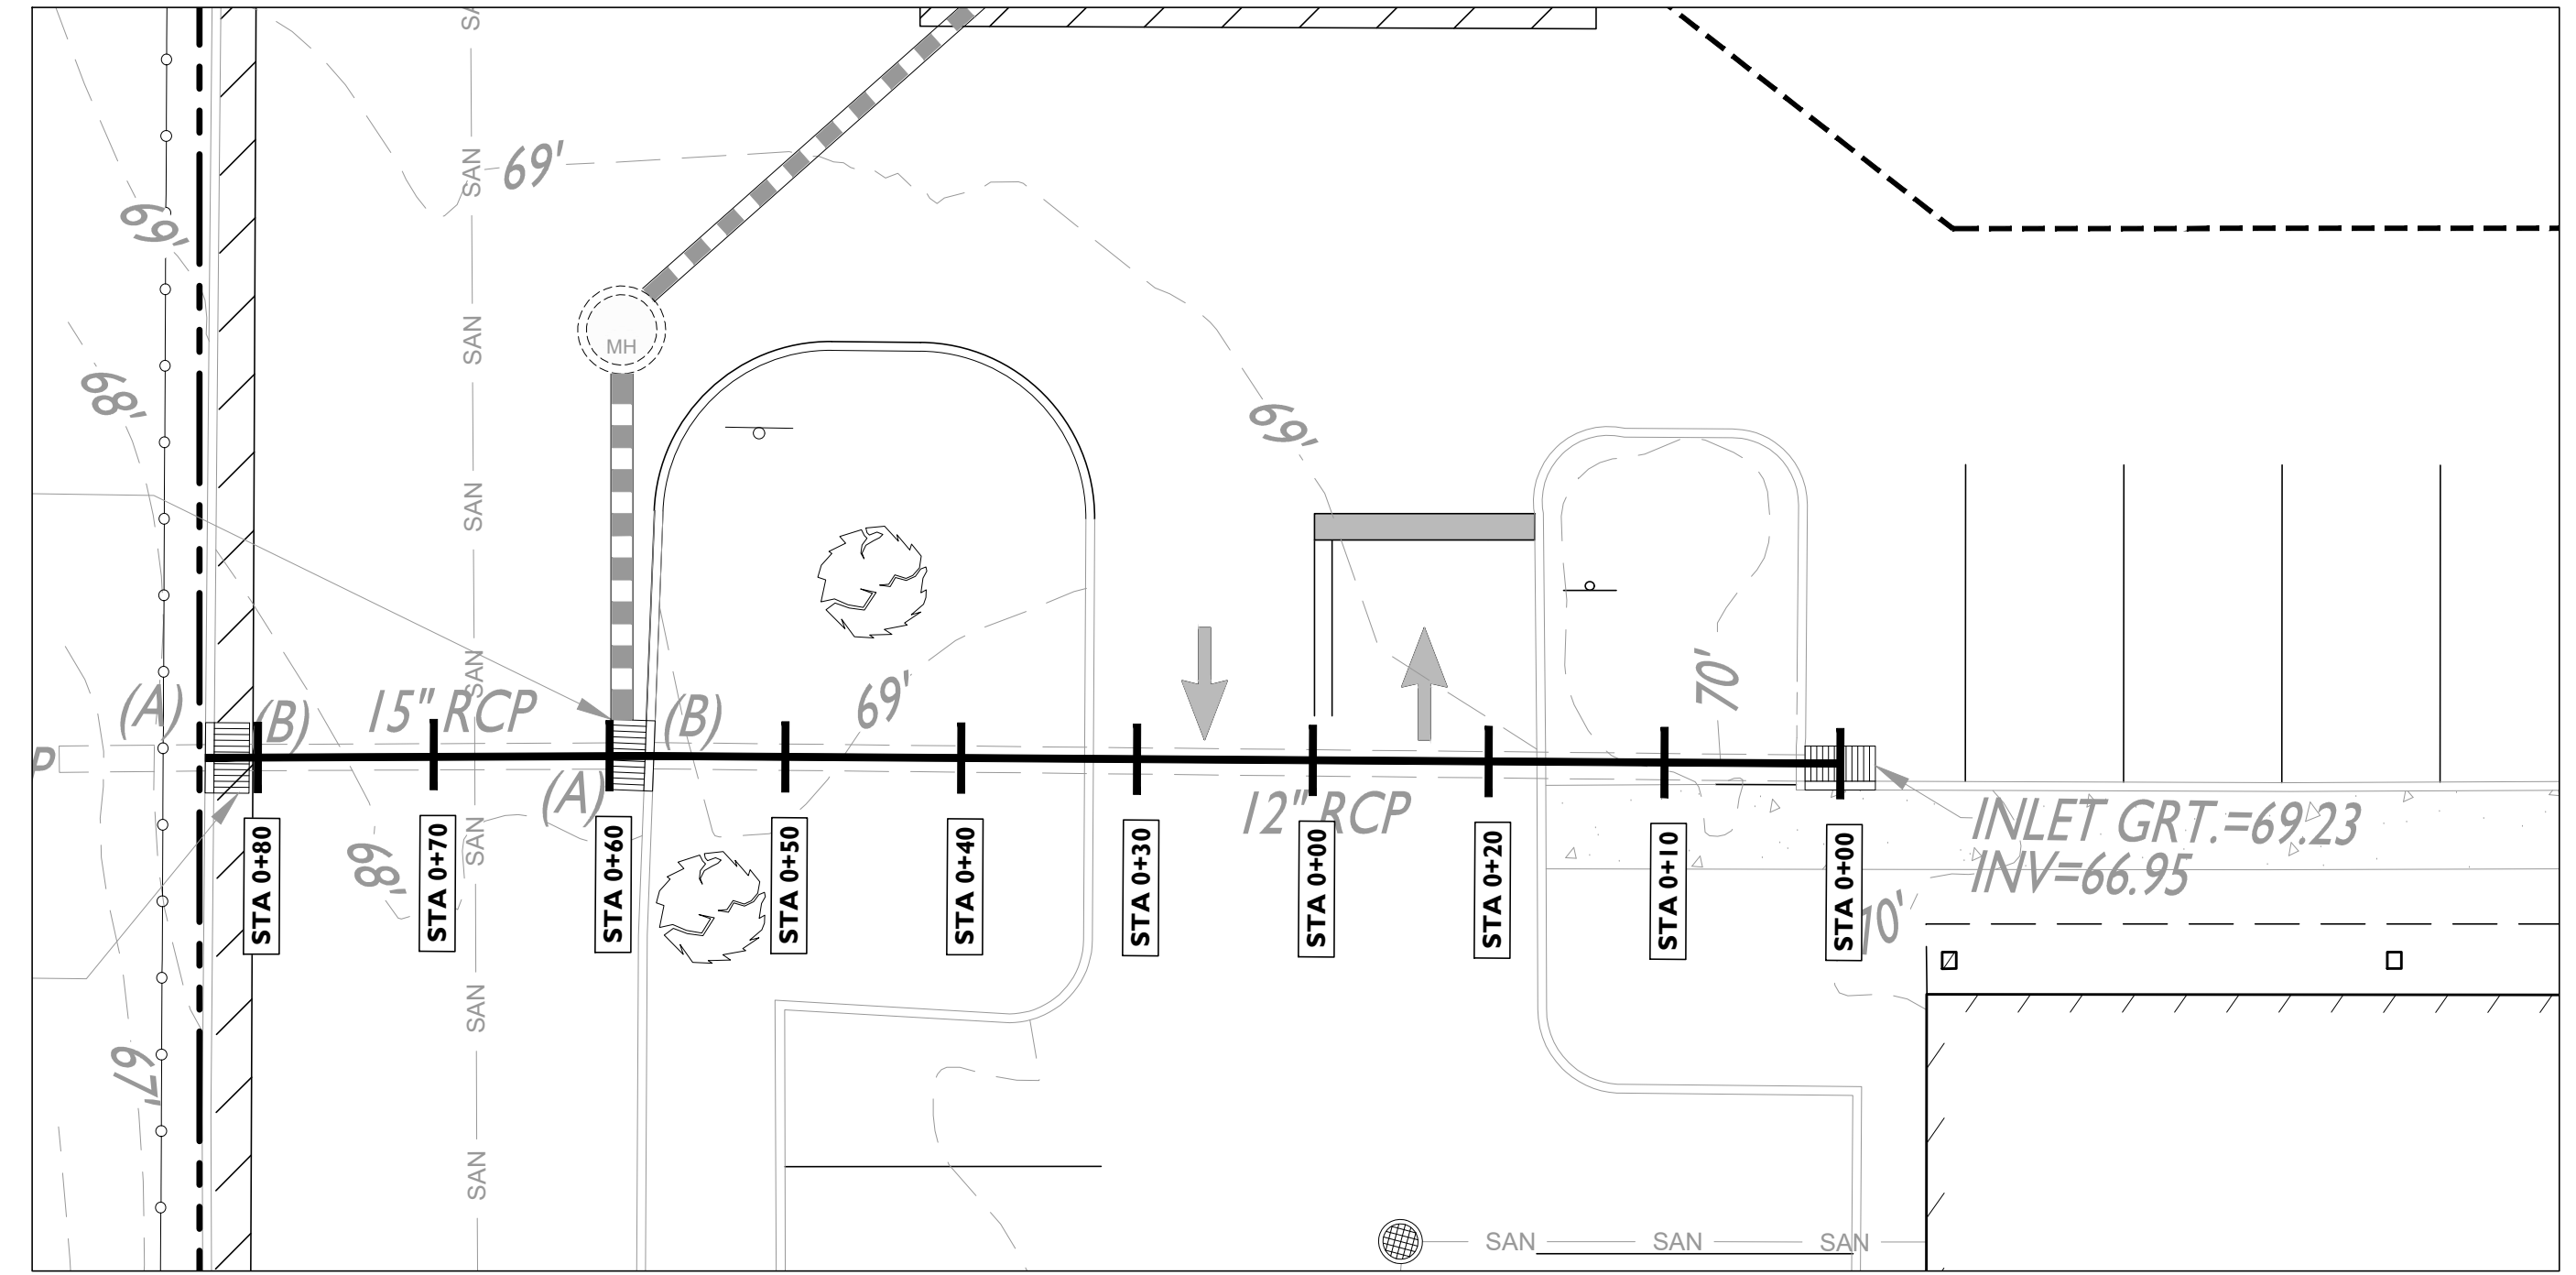 SAN
69'
69'
SAN
MH
SAN
68'
69'
SAN
(A)
(B)
15" RCP
SAN
(B)
69'
70'
P
(A)
12" RCP
INLET GRT.=69.23
INV=66.95
STA 0+80
STA 0+70
STA 0+60
STA 0+50
STA 0+40
STA 0+30
STA 0+00
STA 0+20
STA 0+10
STA 0+00
68'
SAN
70'
SAN
67'
SAN
SAN
SAN
SAN